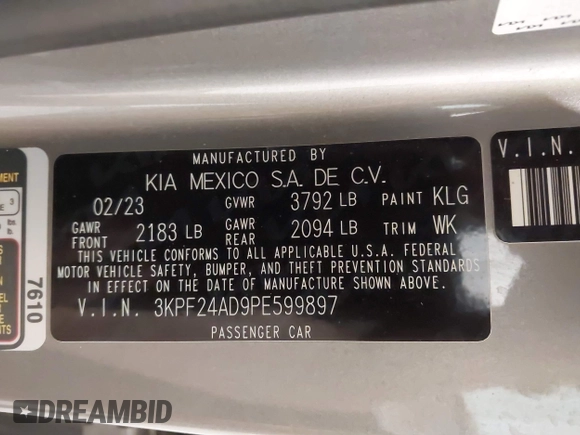 MANUFACTURED BY
KIA MEXICO S.A. DE C.V.
02/23 GVWR 3792 LB PAINT KLG
GAWR FRONT 2183 LB GAWR REAR 2094 LB TRIM WK
THIS VEHICLE CONFORMS TO ALL APPLICABLE U.S.A. FEDERAL
MOTOR VEHICLE SAFETY, BUMPER, AND THEFT PREVENTION STANDARDS
IN EFFECT ON THE DATE OF MANUFACTURE SHOWN ABOVE.
V.I.N. 3KPF24AD9PE599897
PASSENGER CAR
V.I.N.
7610
DREAMBID